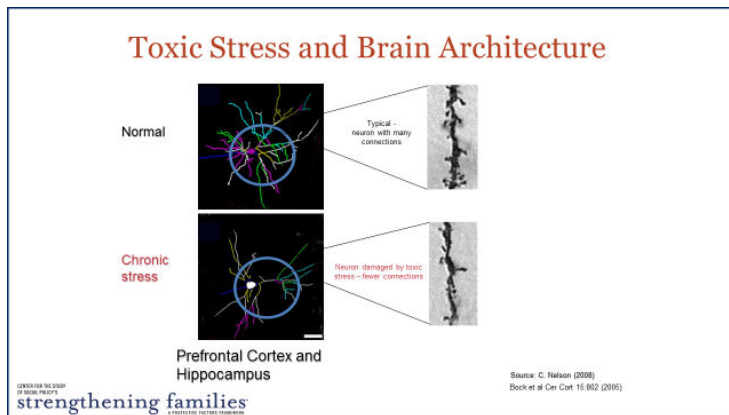 Toxic Stress and Brain Architecture
Normal
Typical -
neuron with many
connections
Chronic
stress
Neuron damaged by toxic
stress – fewer connections
Prefrontal Cortex and
Hippocampus
Source: C. Nelson (2008)
Bock et al Cer Cort 15:802 (2005)
CENTER FOR THE STUDY
OF SOCIAL POLICY'S
strengthening families
A PROTECTIVE FACTORS FRAMEWORK